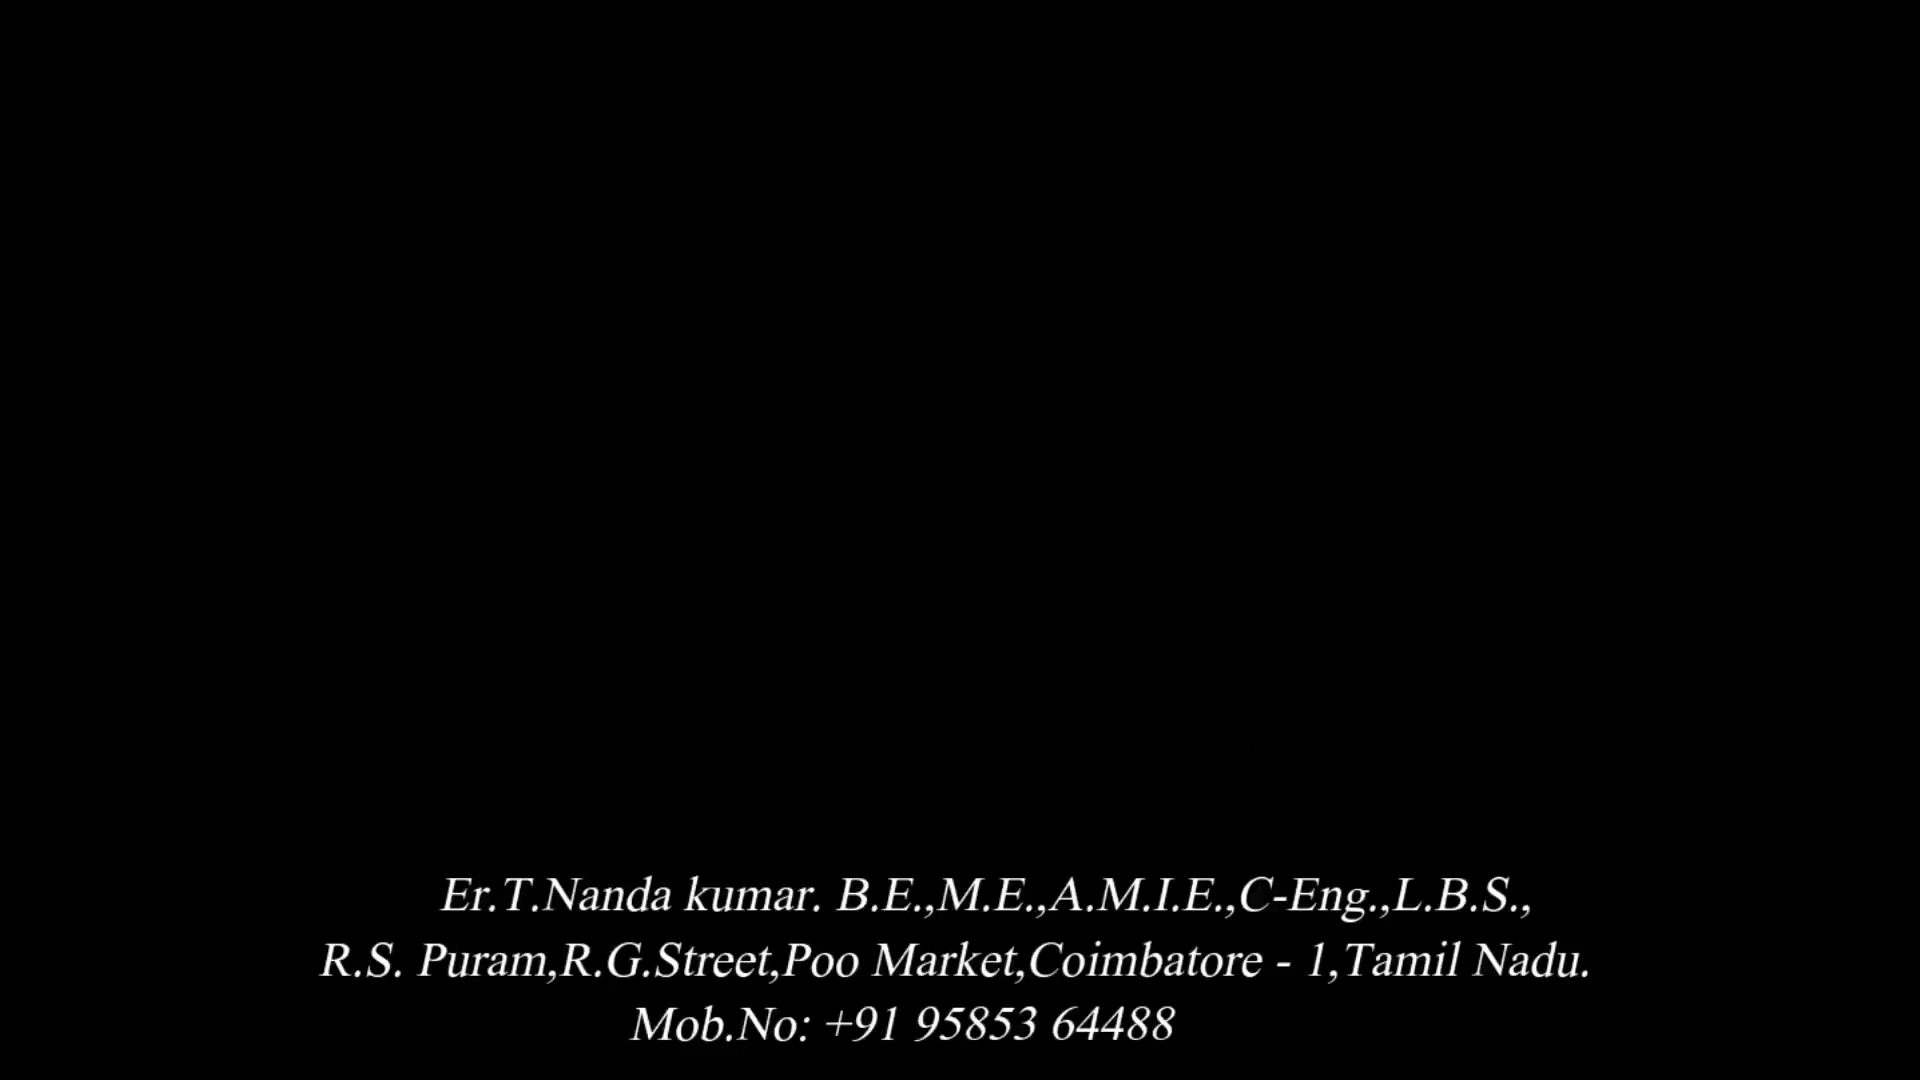 Er.T.Nanda kumar. B.E.,M.E.,A.M.I.E.,C-Eng.,L.B.S.,
R.S. Puram,R.G.Street,Poo Market,Coimbatore - 1,Tamil Nadu.
Mob.No: +91 95853 64488